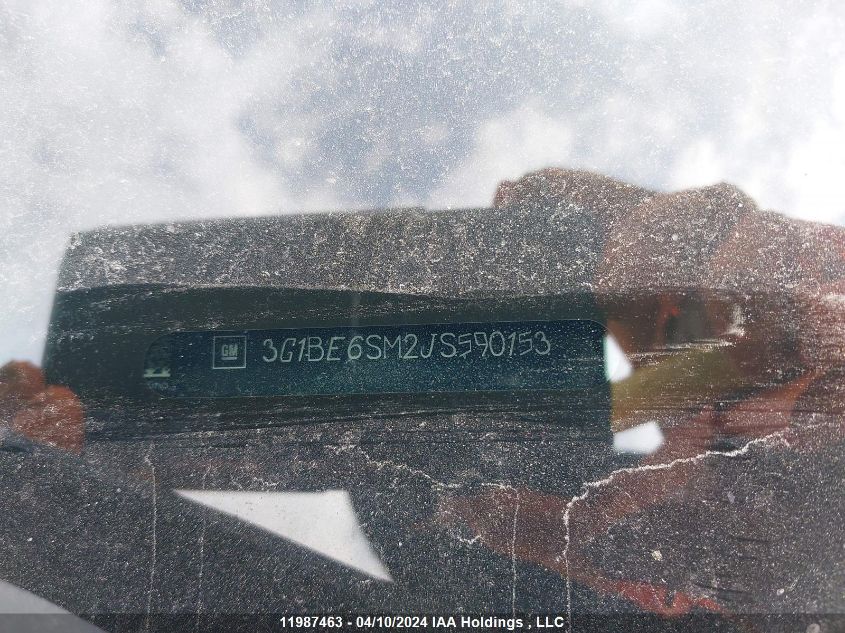 GM 3G1BE6SM2JS590153
11987463 - 04/10/2024 IAA Holdings , LLC